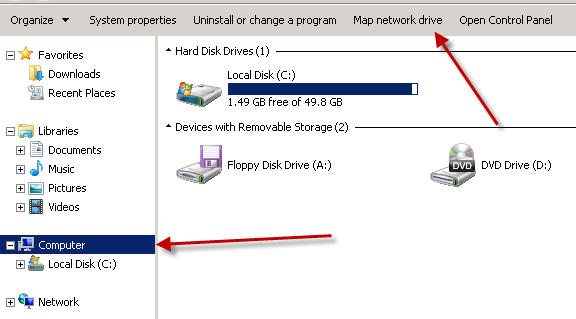 Organize System properties Uninstall or change a program Map network drive Open Control Panel
Favorites
Downloads
Recent Places
Libraries
Documents
Music
Pictures
Videos
Computer
Local Disk (C:)
Network
Hard Disk Drives (1)
Local Disk (C:)
1.49 GB free of 49.8 GB
Devices with Removable Storage (2)
Floppy Disk Drive (A:)
DVD Drive (D:)
DVD